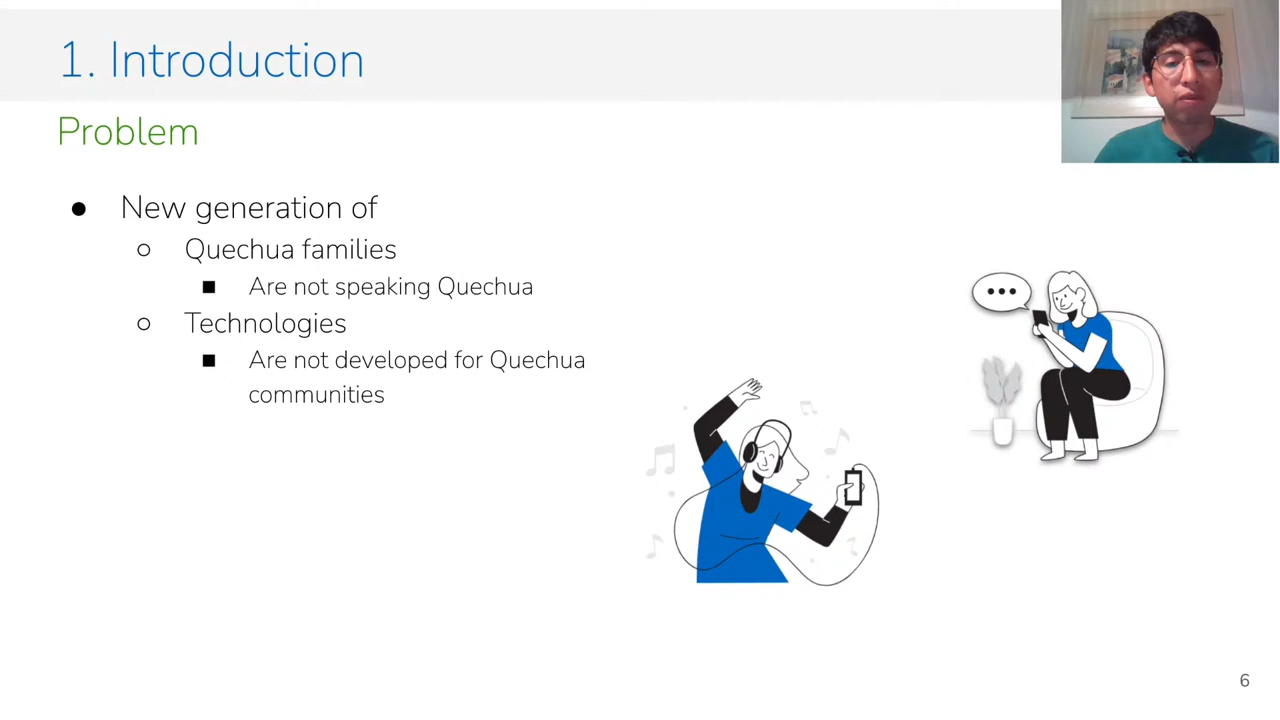 1. Introduction
Problem
● New generation of
○ Quechua families
■ Are not speaking Quechua
○ Technologies
■ Are not developed for Quechua
communities
6